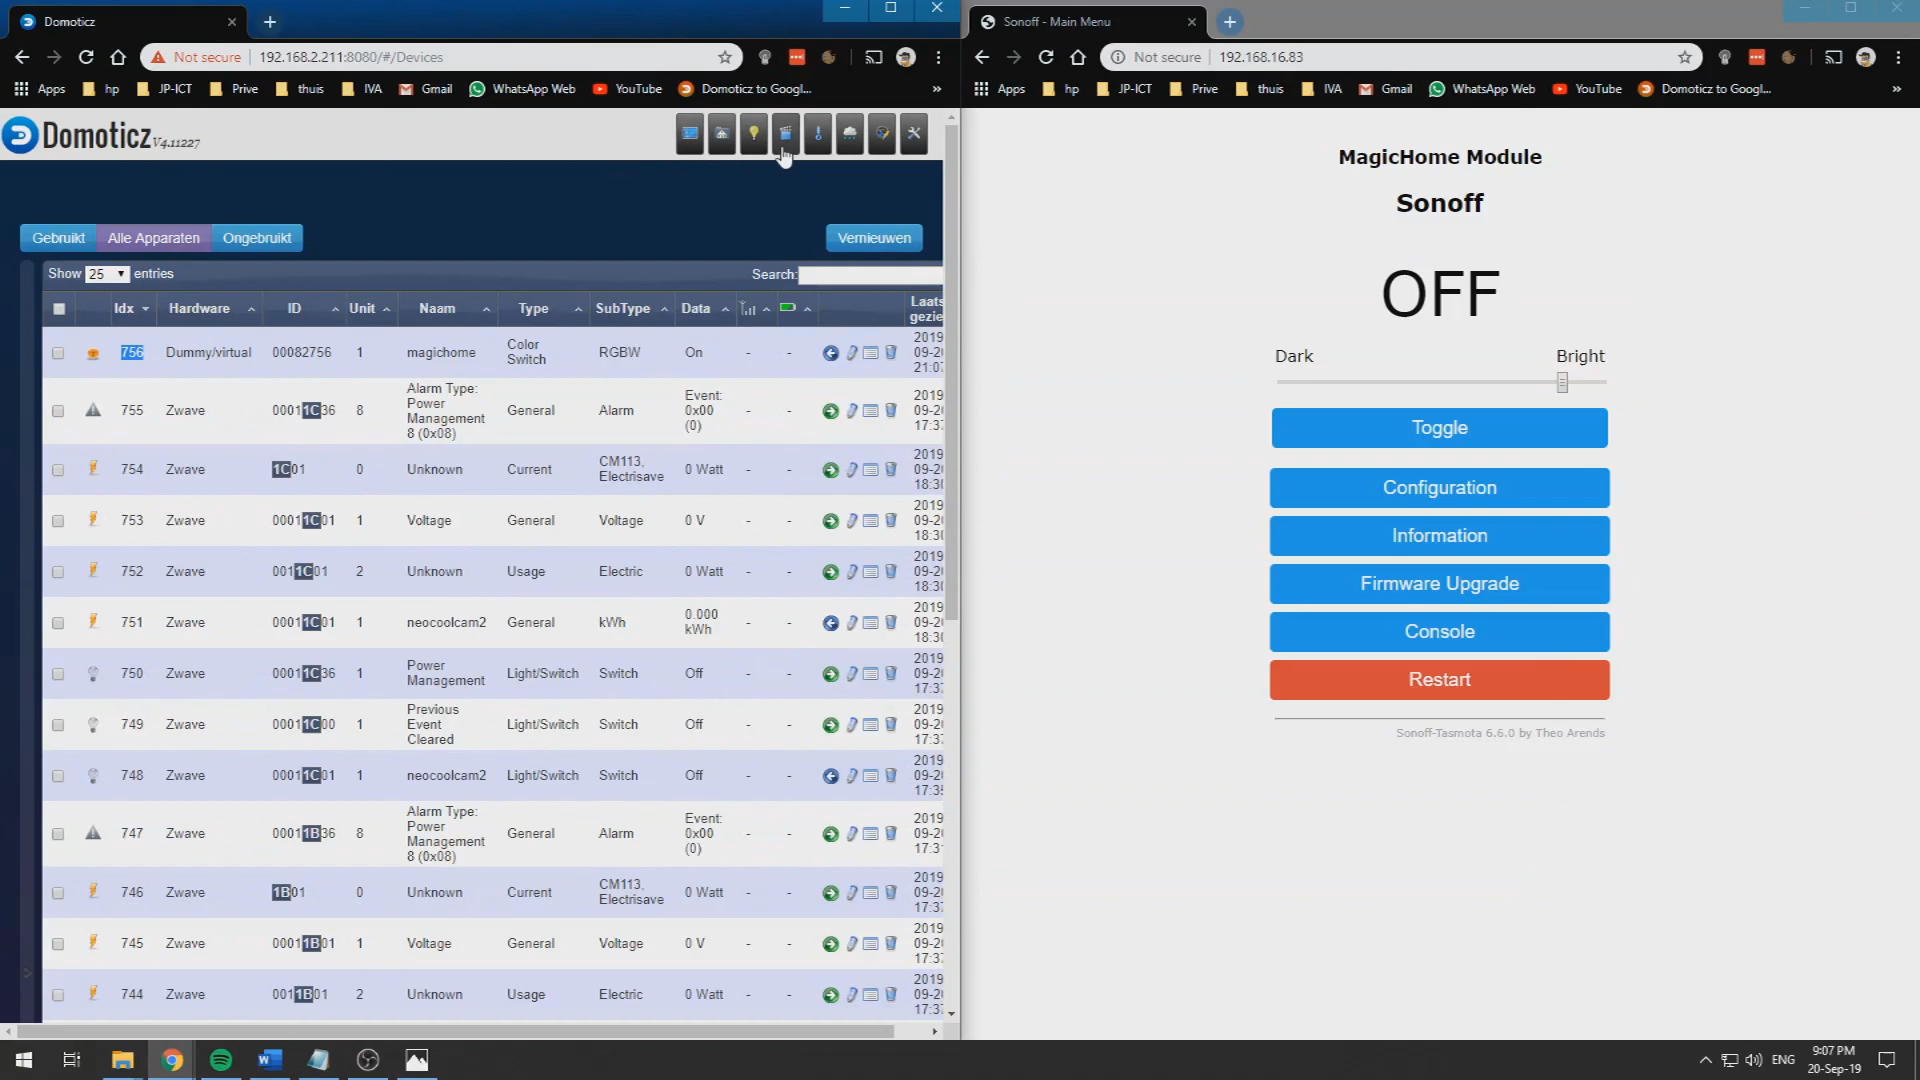 Domoticz
Not secure 192.168.2.211:8080/#/Devices
Apps hp JP-ICT Prive thuis IVA Gmail WhatsApp Web YouTube Domoticz to Googl... »
Domoticz V4.11227
Gebruikt Alle Apparaten Ongebruikt Vernieuwen
Show 25 entries Search:
Idx Hardware ID Unit Naam Type SubType Data
756 Dummy/virtual 00082756 1 magichome Color Switch RGBW On - -
755 Zwave 00011C36 8 Alarm Type: Power Management 8 (0x08) General Alarm Event: 0x00 (0) - -
754 Zwave 1C01 0 Unknown Current CM113, Electrisave 0 Watt - -
753 Zwave 00011C01 1 Voltage General Voltage 0 V - -
752 Zwave 0011C01 2 Unknown Usage Electric 0 Watt - -
751 Zwave 00011C01 1 neocoolcam2 General kWh 0.000 kWh - -
750 Zwave 00011C36 1 Power Management Light/Switch Switch Off - -
749 Zwave 00011C00 1 Previous Event Cleared Light/Switch Switch Off - -
748 Zwave 00011C01 1 neocoolcam2 Light/Switch Switch Off - -
747 Zwave 00011B36 8 Alarm Type: Power Management 8 (0x08) General Alarm Event: 0x00 (0) - -
746 Zwave 1B01 0 Unknown Current CM113, Electrisave 0 Watt - -
745 Zwave 00011B01 1 Voltage General Voltage 0 V - -
744 Zwave 0011B01 2 Unknown Usage Electric 0 Watt - -
Sonoff - Main Menu
Not secure 192.168.16.83
Apps hp JP-ICT Prive thuis IVA Gmail WhatsApp Web YouTube Domoticz to Googl... »
MagicHome Module
Sonoff
OFF
Dark Bright
Toggle
Configuration
Information
Firmware Upgrade
Console
Restart
Sonoff-Tasmota 6.6.0 by Theo Arends
ENG 9:07 PM
20-Sep-19